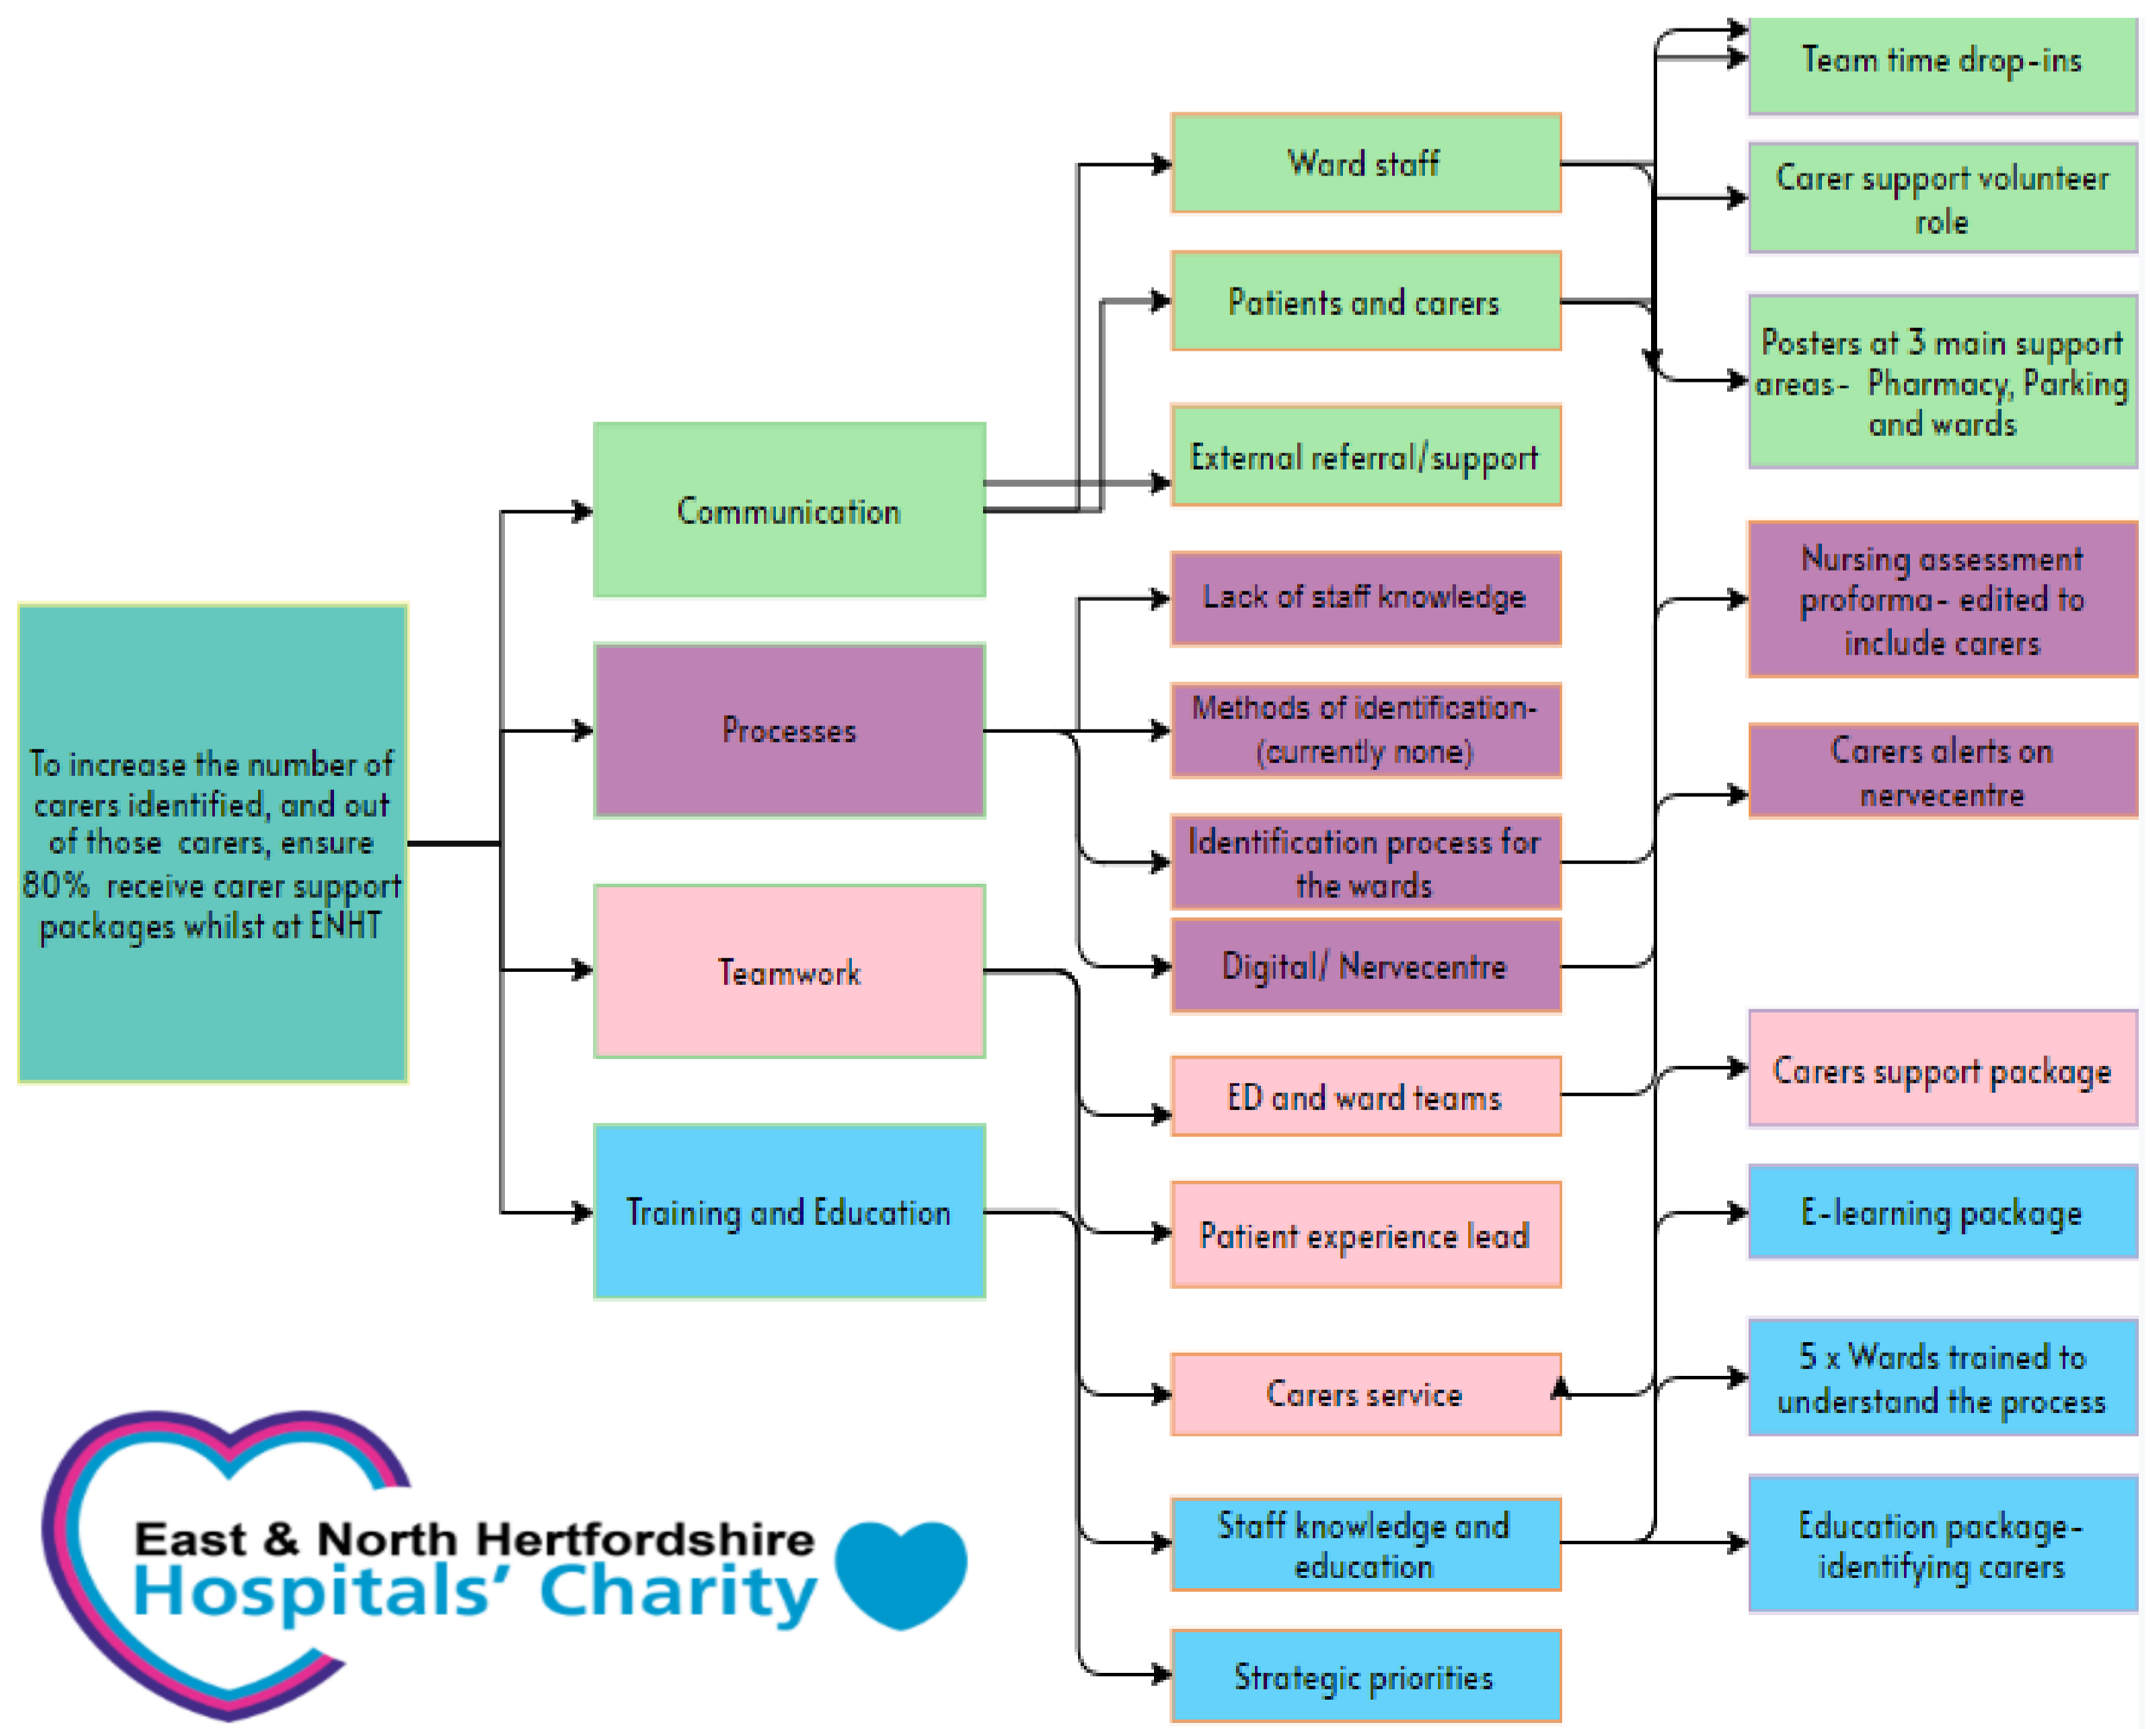 To increase the number of
carers identified, and out
of those carers, ensure
80% receive carer support
packages whilst at ENHT
Communication
Processes
Teamwork
Training and Education
Ward staff
Patients and carers
External referral/support
Lack of staff knowledge
Methods of identification-
(currently none)
Identification process for
the wards
Digital/ Nervecentre
ED and ward teams
Patient experience lead
Carers service
Staff knowledge and
education
Strategic priorities
Team time drop-ins
Carer support volunteer
role
Posters at 3 main support
areas- Pharmacy, Parking
and wards
Nursing assessment
proforma- edited to
include carers
Carers alerts on
nervecentre
Carers support package
E-learning package
5 x Wards trained to
understand the process
Education package-
identifying carers
East & North Hertfordshire
Hospitals' Charity